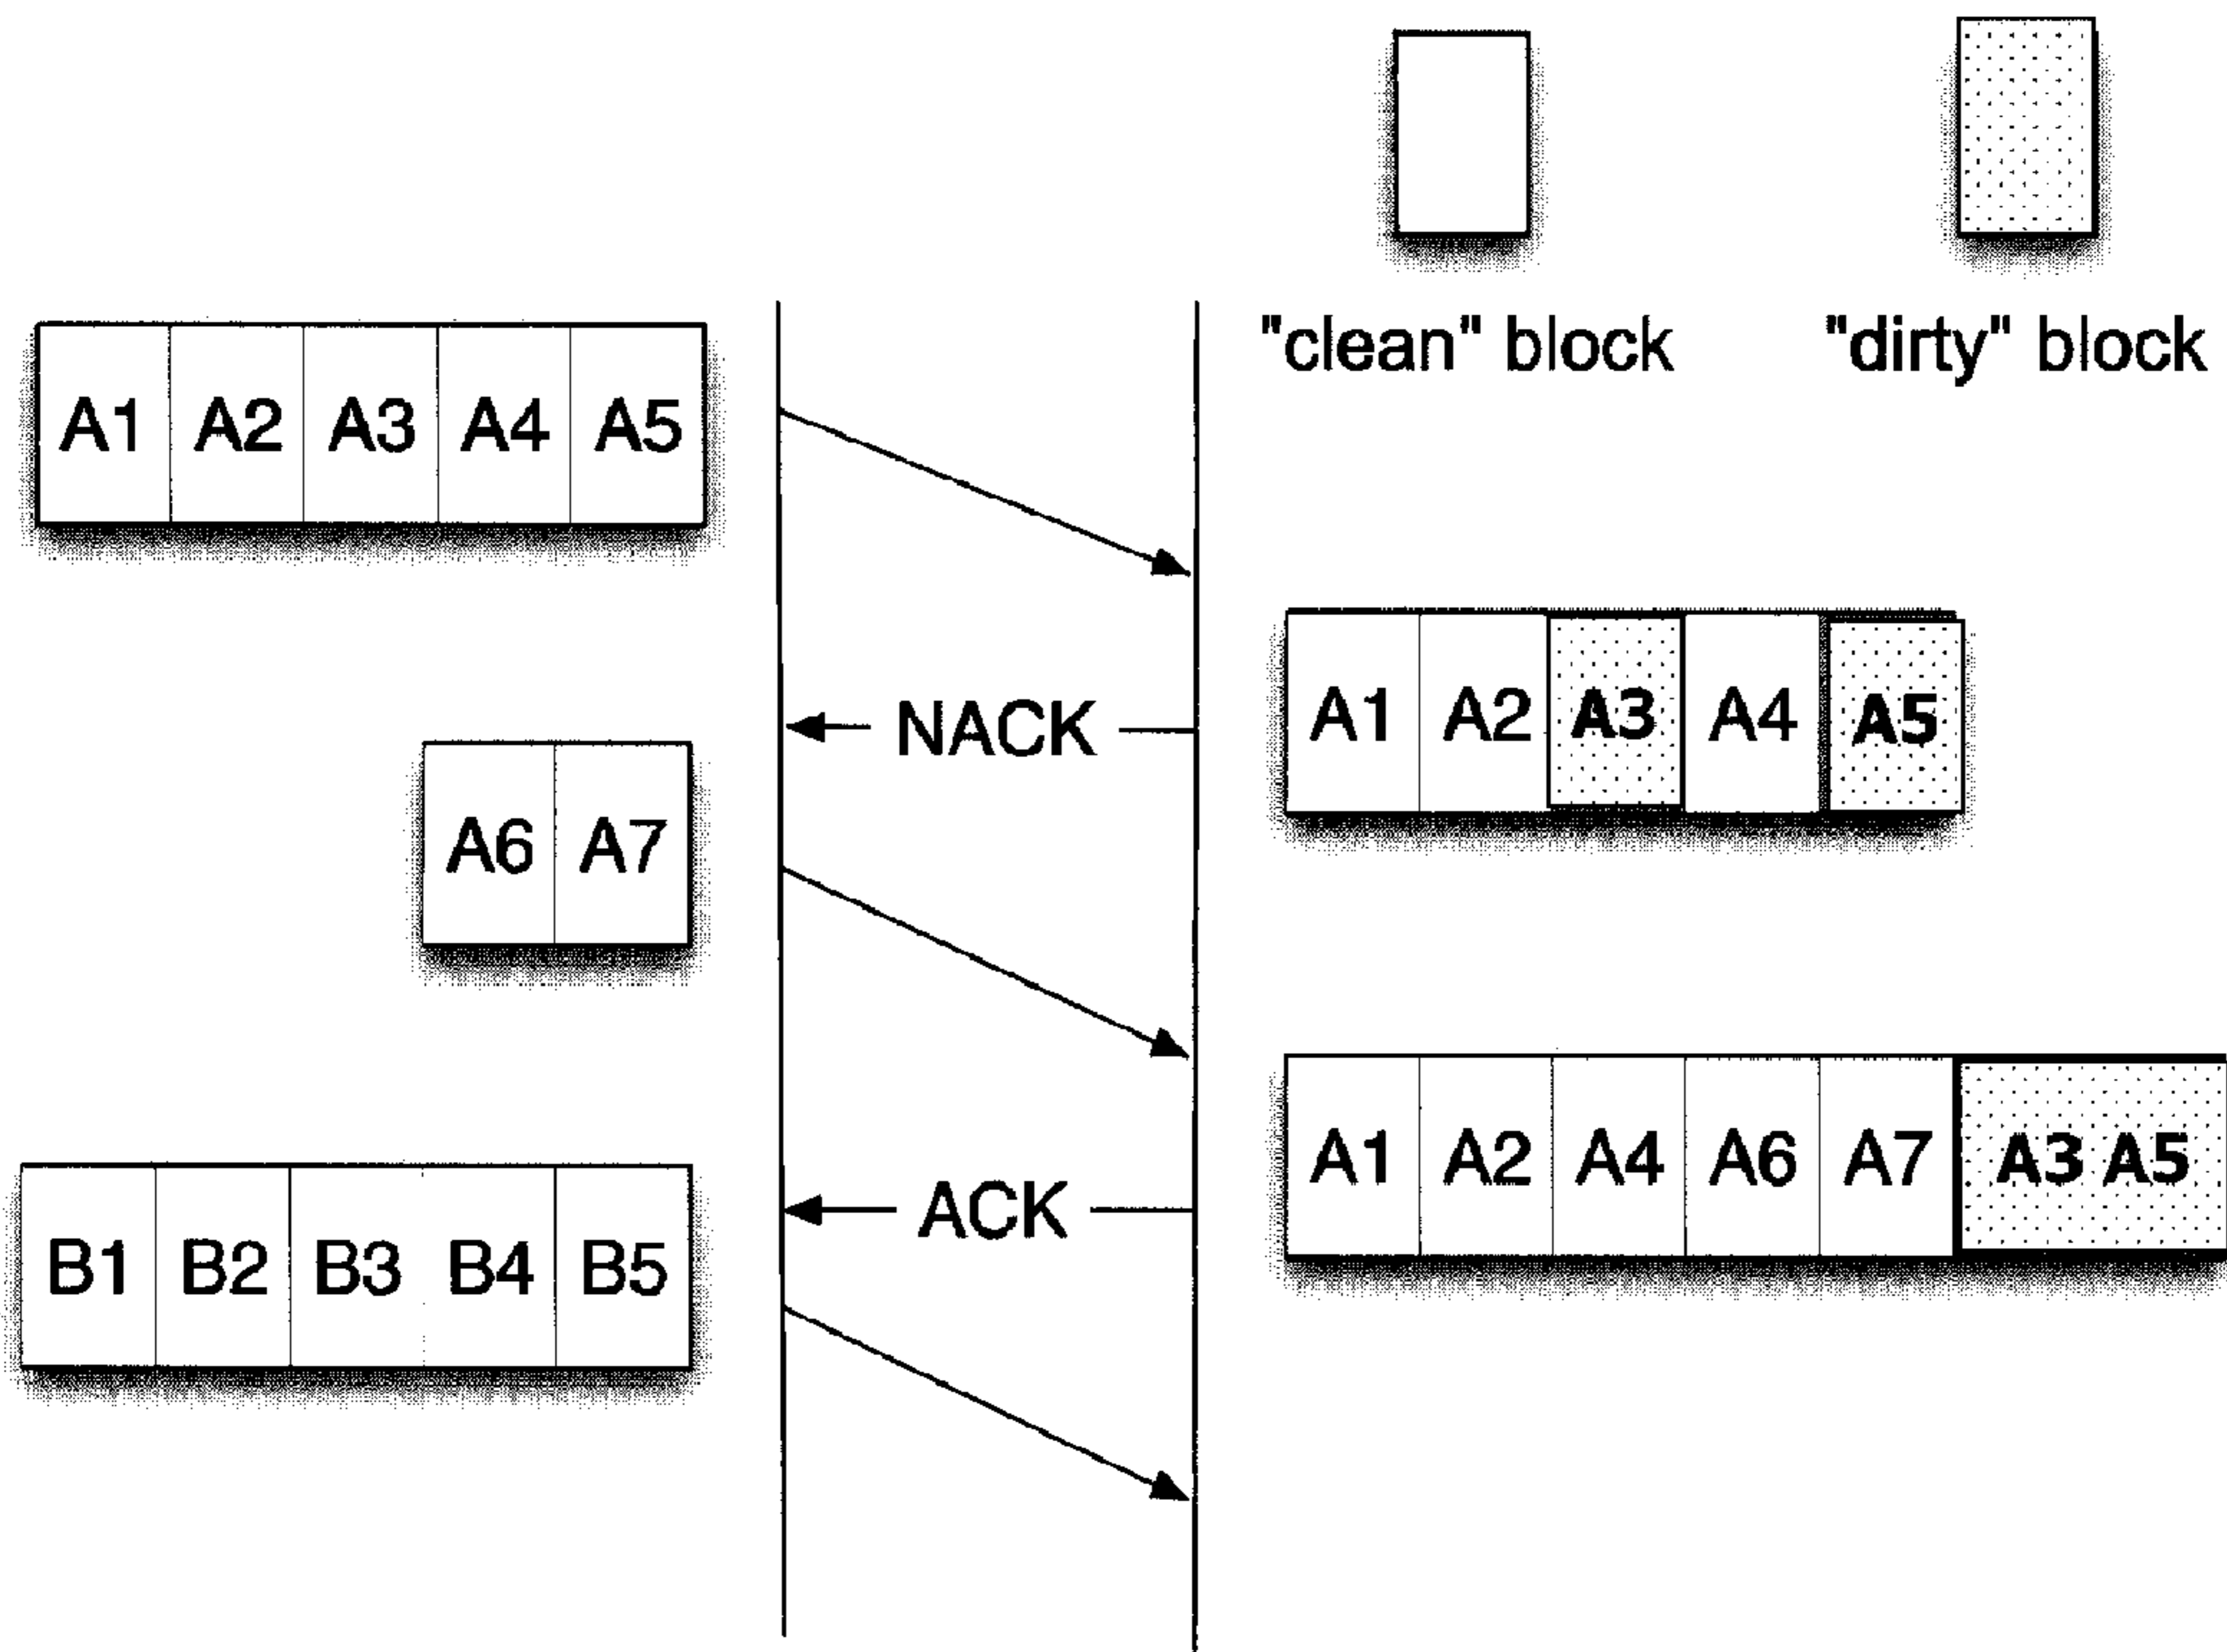 "clean" block "dirty" block
A1 A2 A3 A4 A5
NACK
A1 A2 A3 A4 A5
A6 A7
ACK
A1 A2 A4 A6 A7 A3 A5
B1 B2 B3 B4 B5